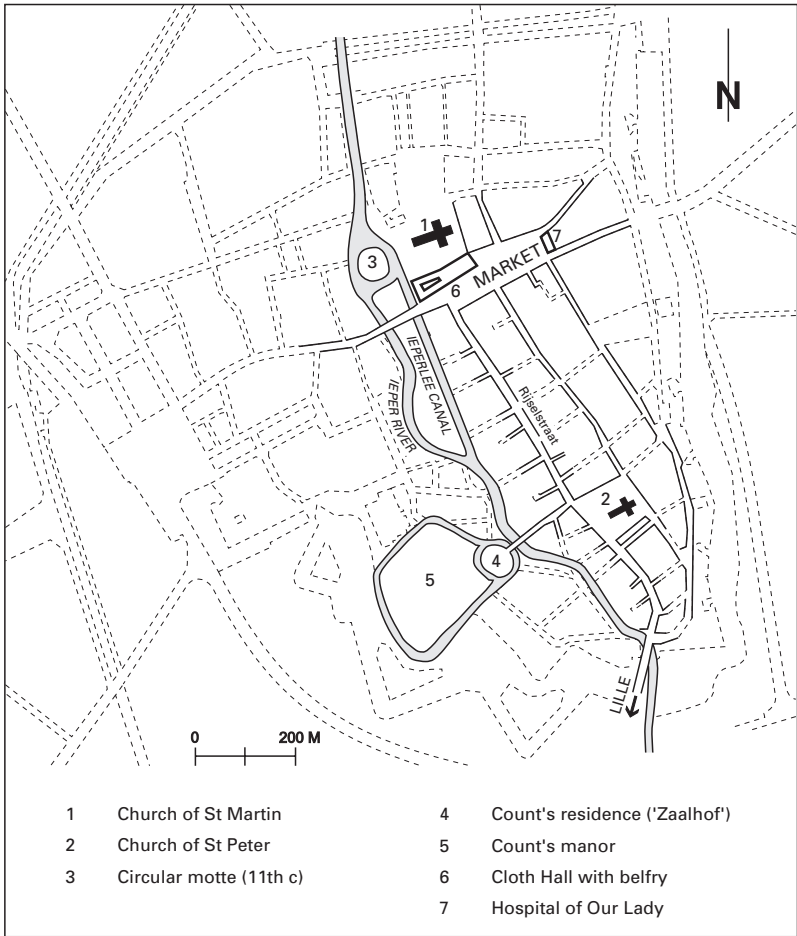 N
1
3
MARKET
7
6
IEPERLEE CANAL
IEPER RIVER
Rijselstraat
2
4
5
LILLE
0 200 M
1 Church of St Martin
2 Church of St Peter
3 Circular motte (11th c)
4 Count's residence ('Zaalhof')
5 Count's manor
6 Cloth Hall with belfry
7 Hospital of Our Lady